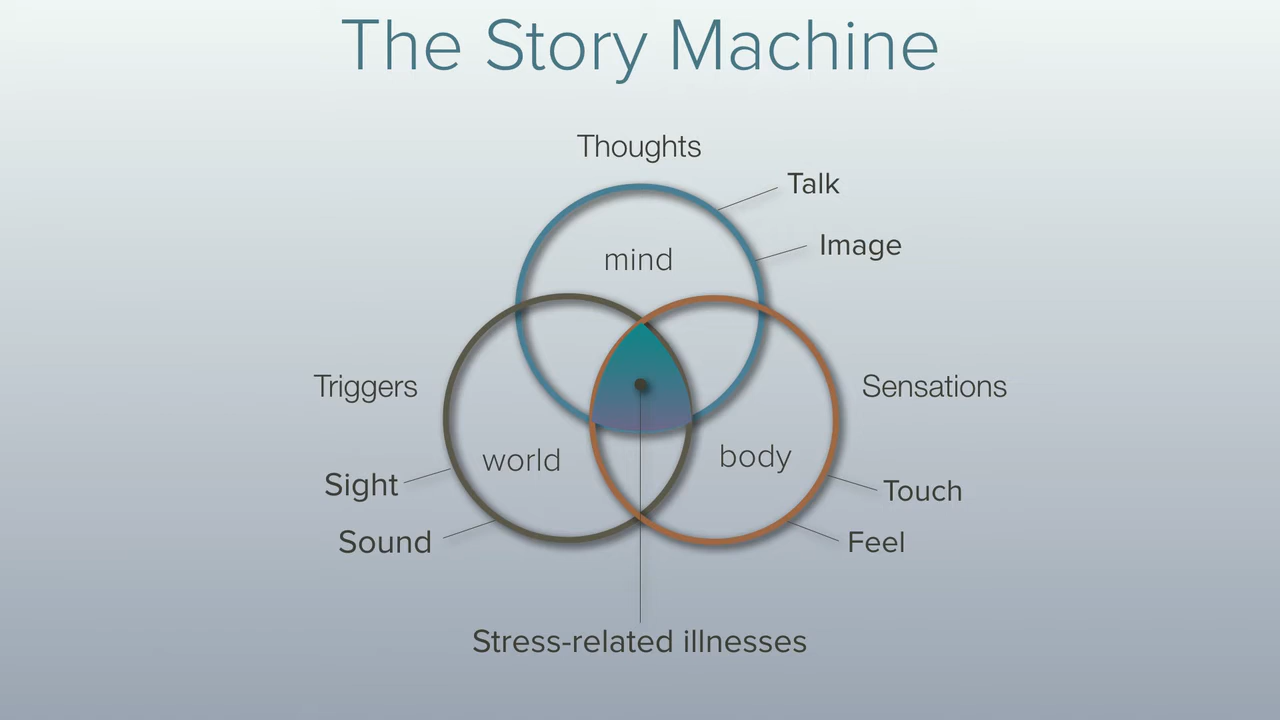 The Story Machine
Thoughts
Talk
Image
mind
Triggers
Sensations
world
body
Sight
Touch
Sound
Feel
Stress-related illnesses